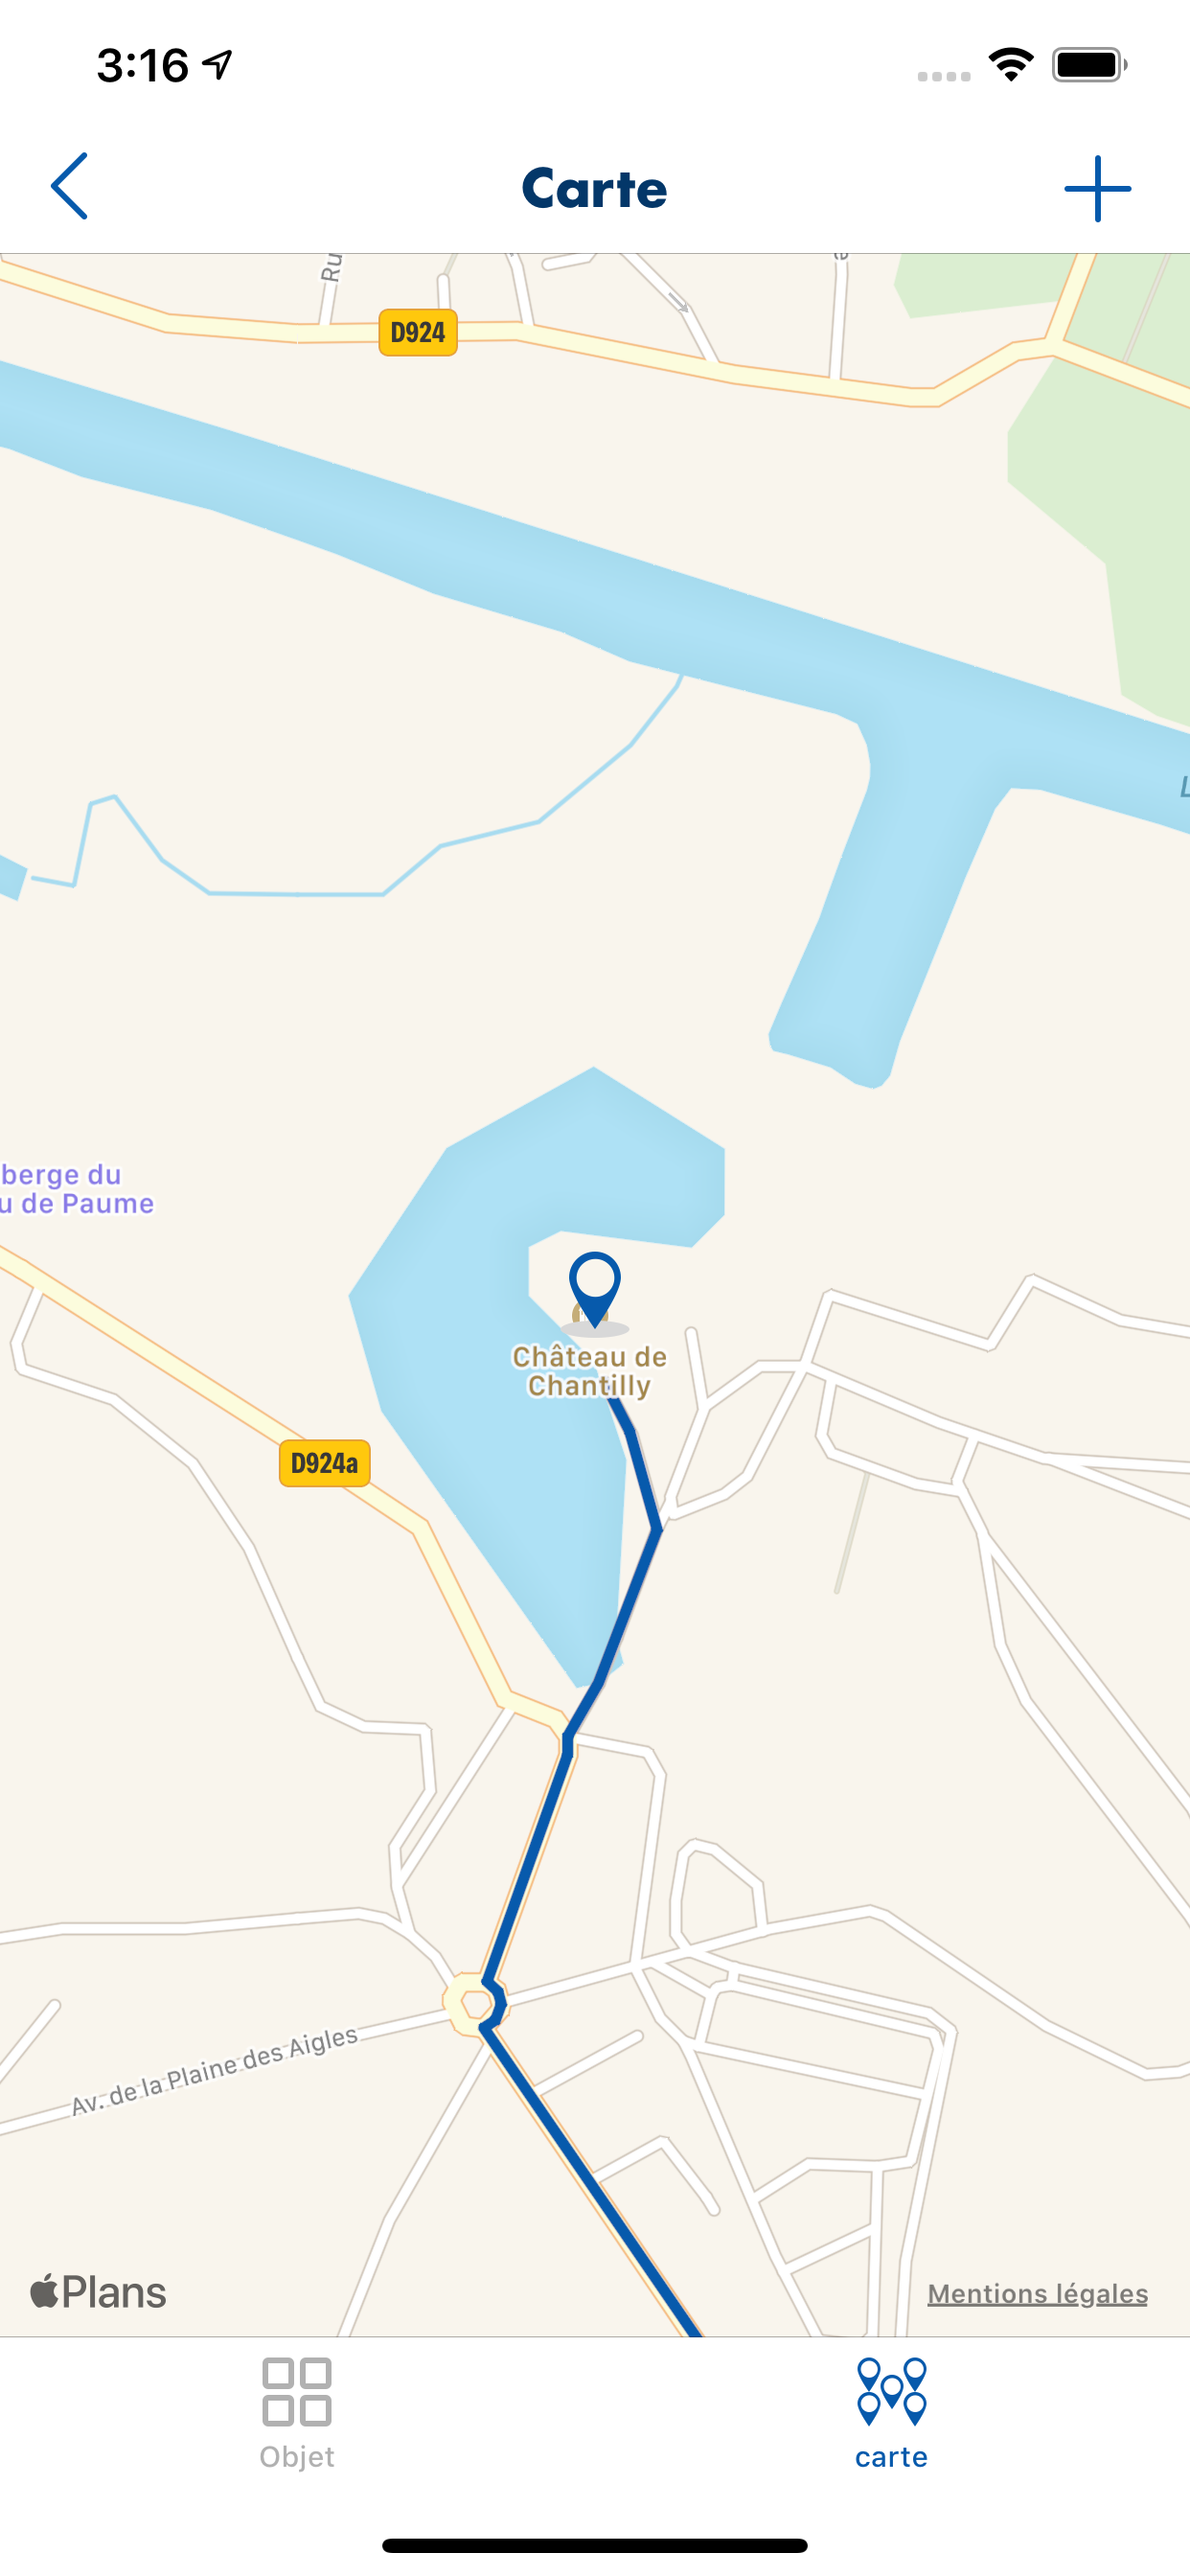 3:16
Carte
Ru
D924
berge du
u de Paume
Château de
Chantilly
D924a
Av. de la Plaine des Aigles
Plans
Mentions légales
Objet
carte